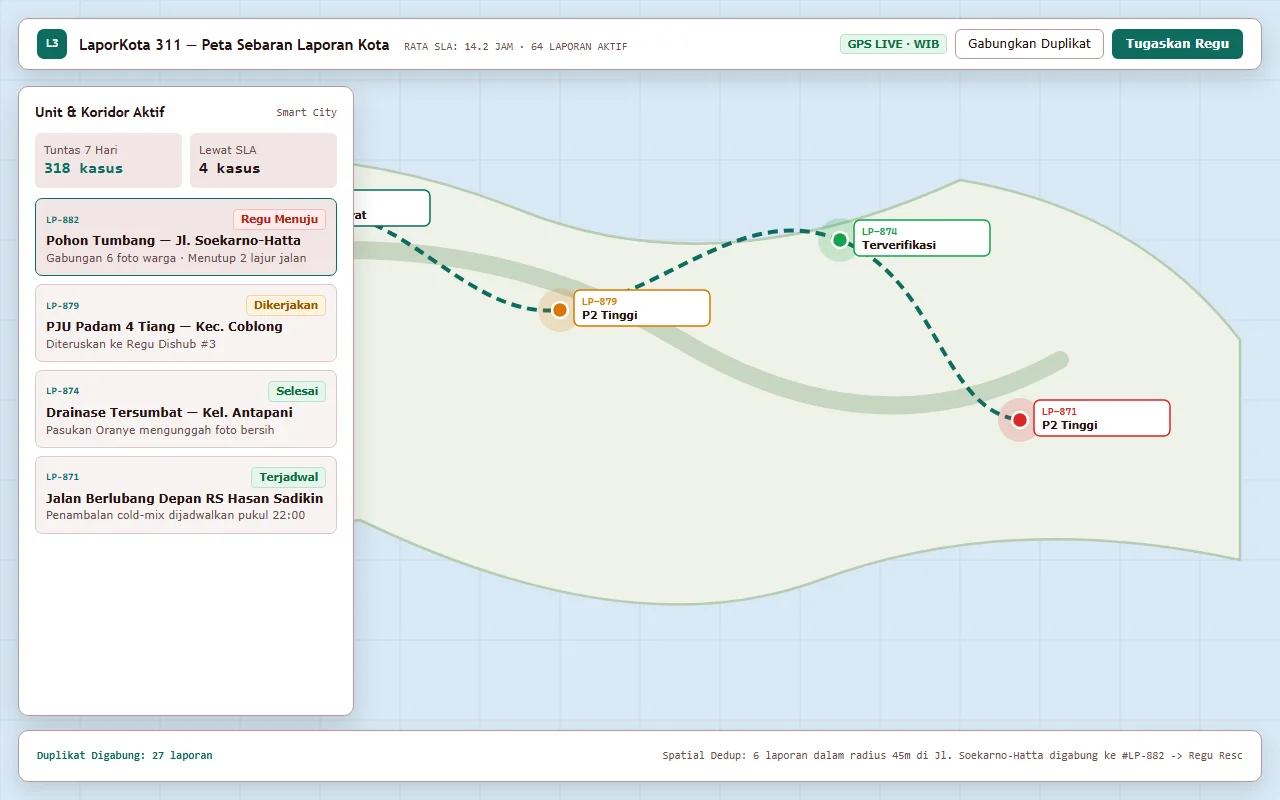 L3
LaporKota 311 — Peta Sebaran Laporan Kota
RATA SLA: 14.2 JAM · 64 LAPORAN AKTIF
GPS LIVE · WIB
Gabungkan Duplikat
Tugaskan Regu
Unit & Koridor Aktif
Smart City
Tuntas 7 Hari
318 kasus
Lewat SLA
4 kasus
LP-882
Regu Menuju
Pohon Tumbang — Jl. Soekarno-Hatta
Gabungan 6 foto warga · Menutup 2 lajur jalan
LP-879
Dikerjakan
PJU Padam 4 Tiang — Kec. Coblong
Diteruskan ke Regu Dishub #3
LP-874
Selesai
Drainase Tersumbat — Kel. Antapani
Pasukan Oranye mengunggah foto bersih
LP-871
Terjadwal
Jalan Berlubang Depan RS Hasan Sadikin
Penambalan cold-mix dijadwalkan pukul 22:00
LP-879
P2 Tinggi
LP-874
Terverifikasi
LP-871
P2 Tinggi
Duplikat Digabung: 27 laporan
Spatial Dedup: 6 laporan dalam radius 45m di Jl. Soekarno-Hatta digabung ke #LP-882 -> Regu Resc